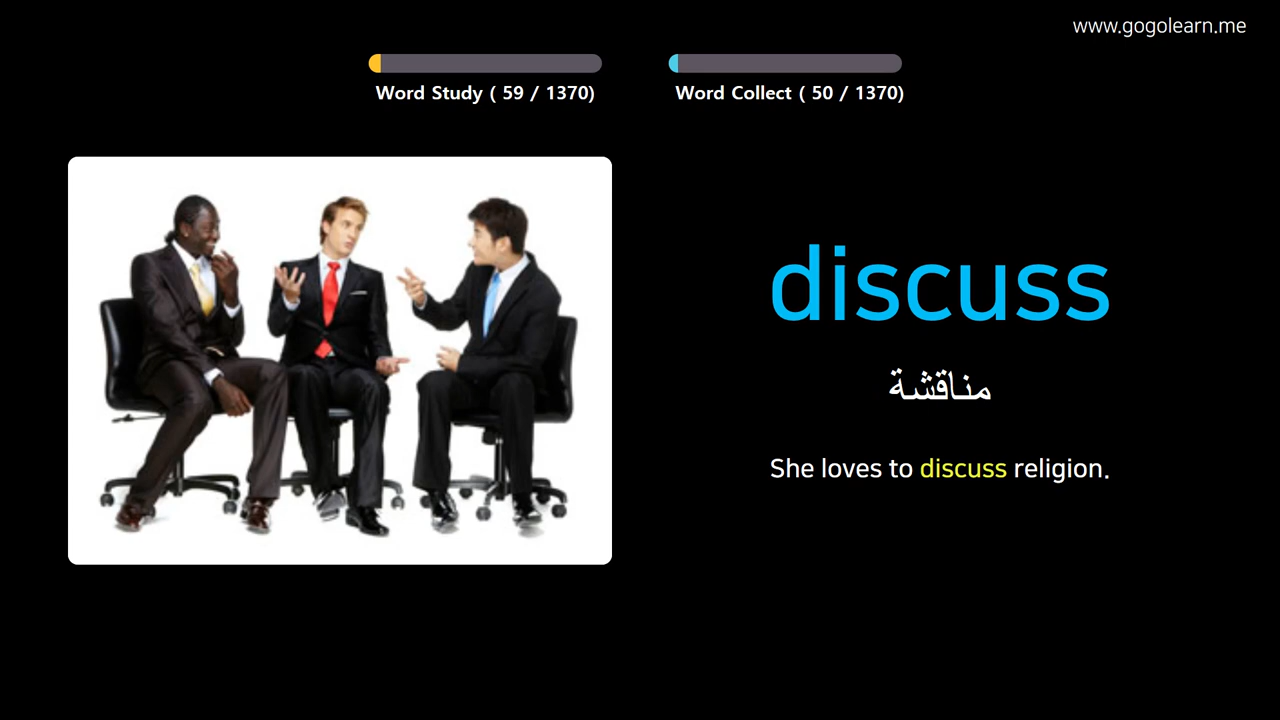 www.gogolearn.me
Word Study ( 59 / 1370)
Word Collect ( 50 / 1370)
discuss
مناقشة
She loves to discuss religion.